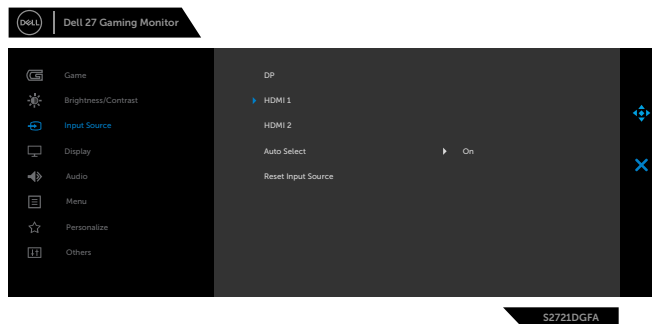 DELL
Dell 27 Gaming Monitor
Game
Brightness/Contrast
Input Source
Display
Audio
Menu
Personalize
Others
DP
HDMI 1
HDMI 2
Auto Select On
Reset Input Source
S2721DGFA